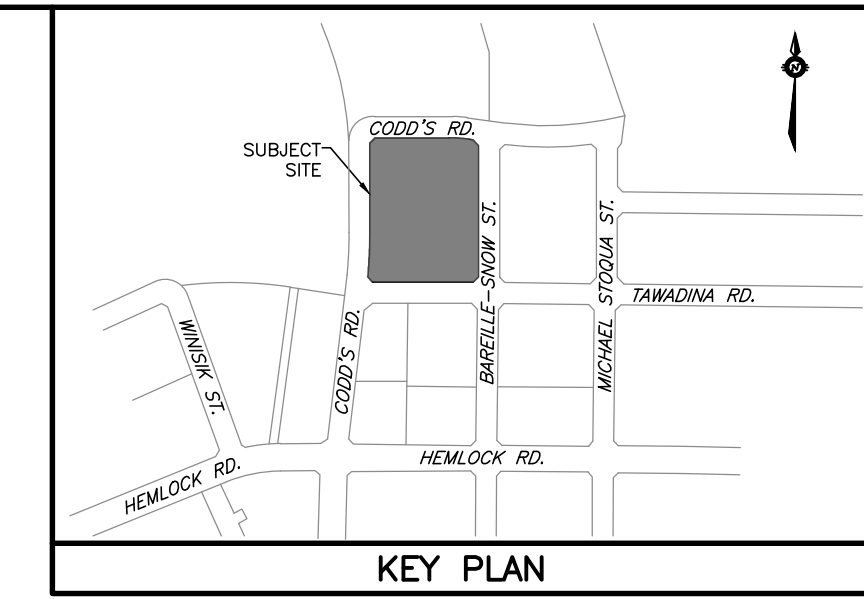 CODD'S RD.
N
SUBJECT
SITE
BAREILLE-SNOW ST.
MICHAEL STOQUA ST.
TAWADINA RD.
WINISIK ST.
CODD'S RD.
HEMLOCK RD.
HEMLOCK RD.
KEY PLAN